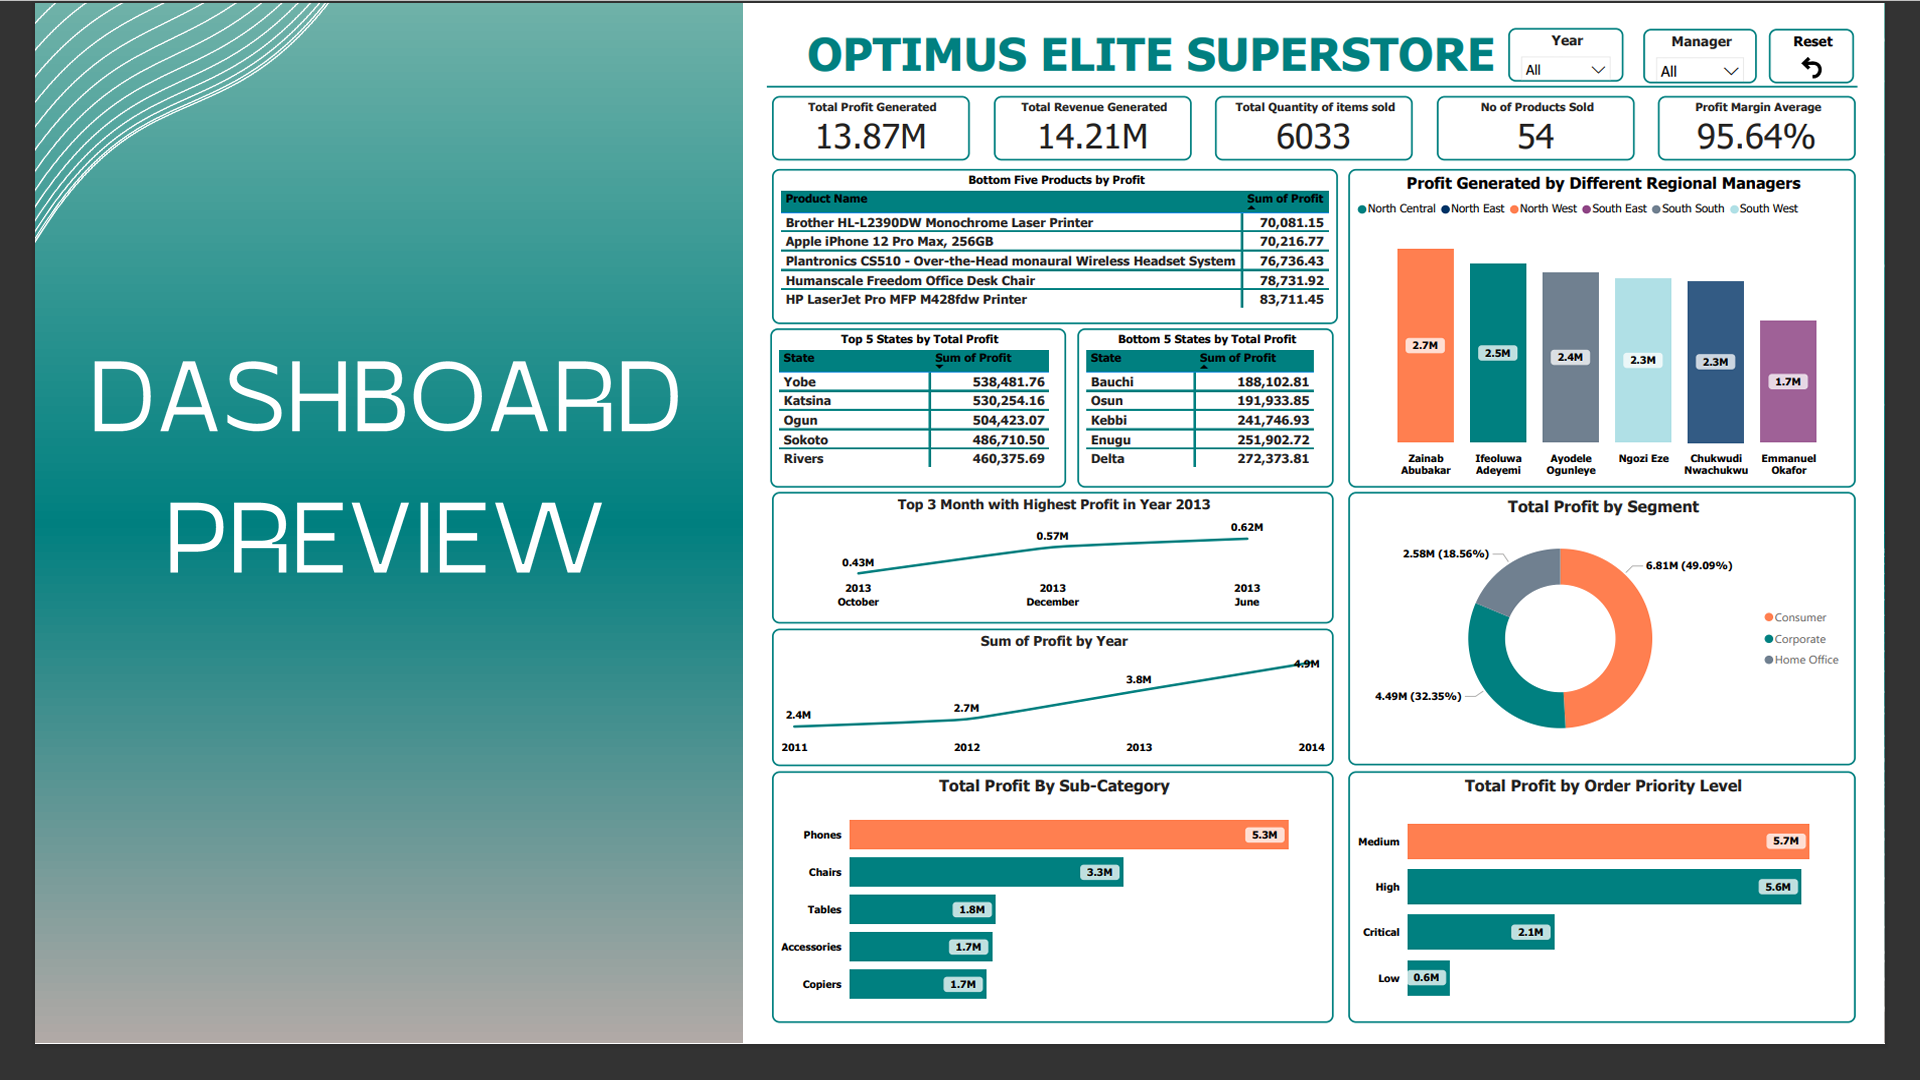 DASHBOARD
PREVIEW
OPTIMUS ELITE SUPERSTORE
Year
All
Manager
All
Reset
Total Profit Generated
13.87M
Total Revenue Generated
14.21M
Total Quantity of items sold
6033
No of Products Sold
54
Profit Margin Average
95.64%
Bottom Five Products by Profit
Product Name Sum of Profit
Brother HL-L2390DW Monochrome Laser Printer 70,081.15
Apple iPhone 12 Pro Max, 256GB 70,216.77
Plantronics CS510 - Over-the-Head monaural Wireless Headset System 76,736.43
Humanscale Freedom Office Desk Chair 78,731.92
HP LaserJet Pro MFP M428fdw Printer 83,711.45
Top 5 States by Total Profit
State Sum of Profit
Yobe 538,481.76
Katsina 530,254.16
Ogun 504,423.07
Sokoto 486,710.50
Rivers 460,375.69
Bottom 5 States by Total Profit
State Sum of Profit
Bauchi 188,102.81
Osun 191,933.85
Kebbi 241,746.93
Enugu 251,902.72
Delta 272,373.81
Profit Generated by Different Regional Managers
North Central North East North West South East South South South West
2.7M 2.5M 2.4M 2.3M 2.3M 1.7M
Zainab Ifeoluwa Ayodele Ngozi Eze Chukwudi Emmanuel
Abubakar Adeyemi Ogunleye Nwachukwu Okafor
Top 3 Month with Highest Profit in Year 2013
0.43M 0.57M 0.62M
2013 2013 2013
October December June
Sum of Profit by Year
2.4M 2.7M 3.8M 4.9M
2011 2012 2013 2014
Total Profit by Segment
2.58M (18.56%)
6.81M (49.09%)
4.49M (32.35%)
Consumer
Corporate
Home Office
Total Profit By Sub-Category
Phones 5.3M
Chairs 3.3M
Tables 1.8M
Accessories 1.7M
Copiers 1.7M
Total Profit by Order Priority Level
Medium 5.7M
High 5.6M
Critical 2.1M
Low 0.6M